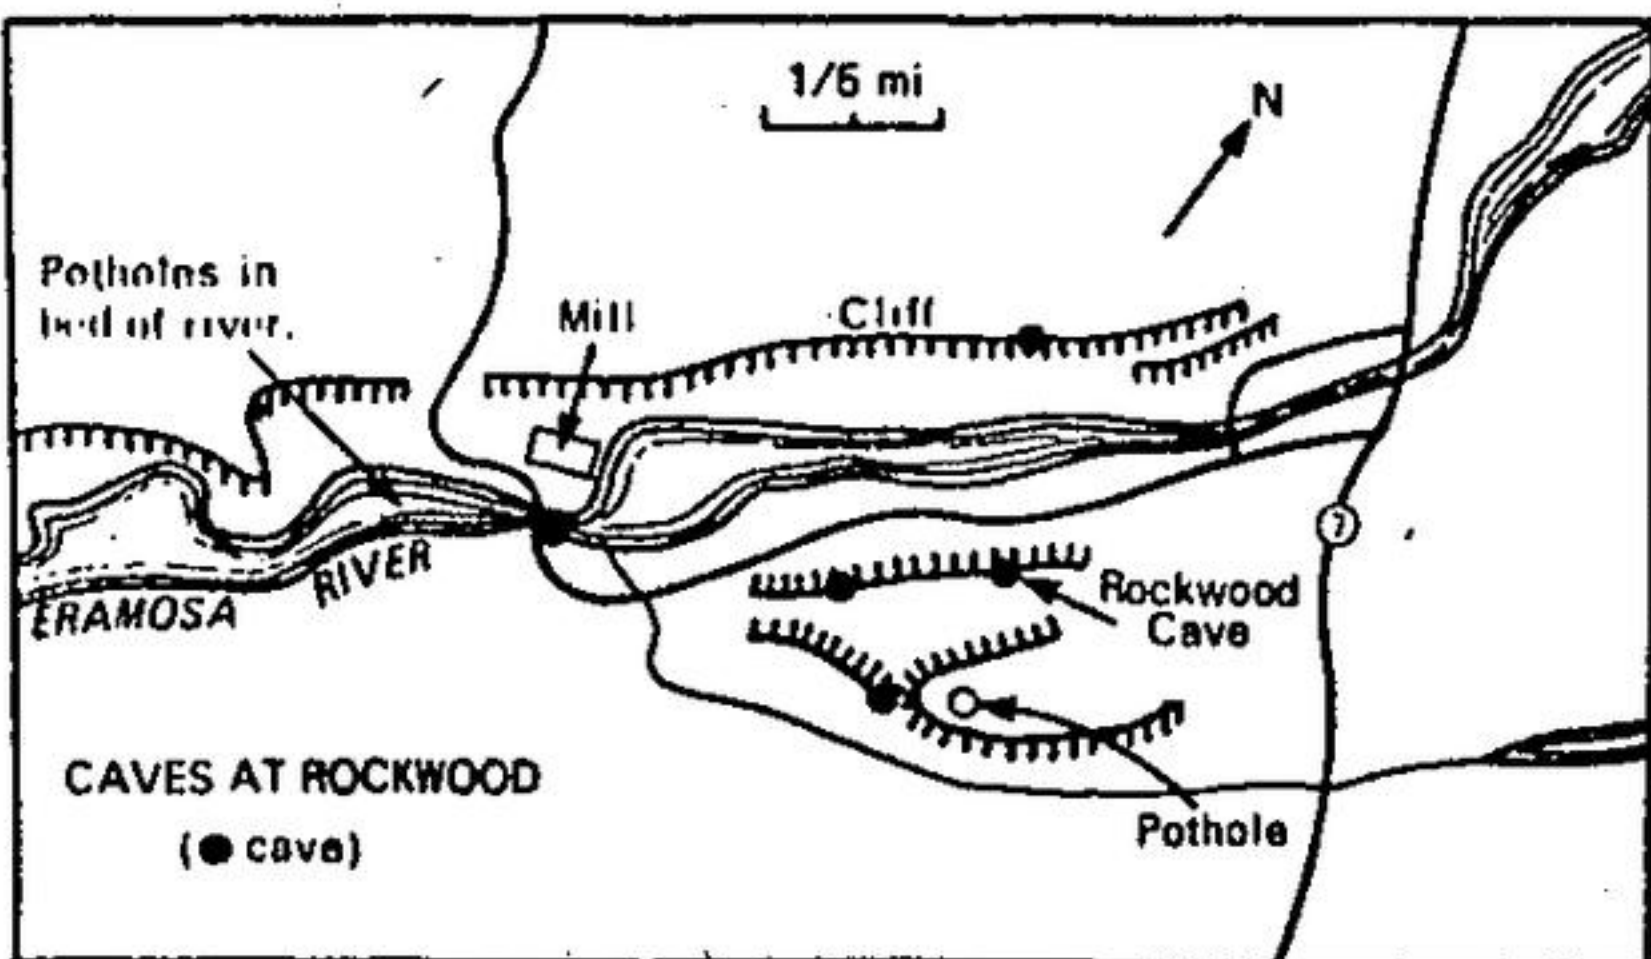 1/6 mi
N
Potholes in
bed of river.
Mill
Cliff
7
RIVER
ERAMOSA
Rockwood
Cave
CAVES AT ROCKWOOD
(● cave)
Pothole